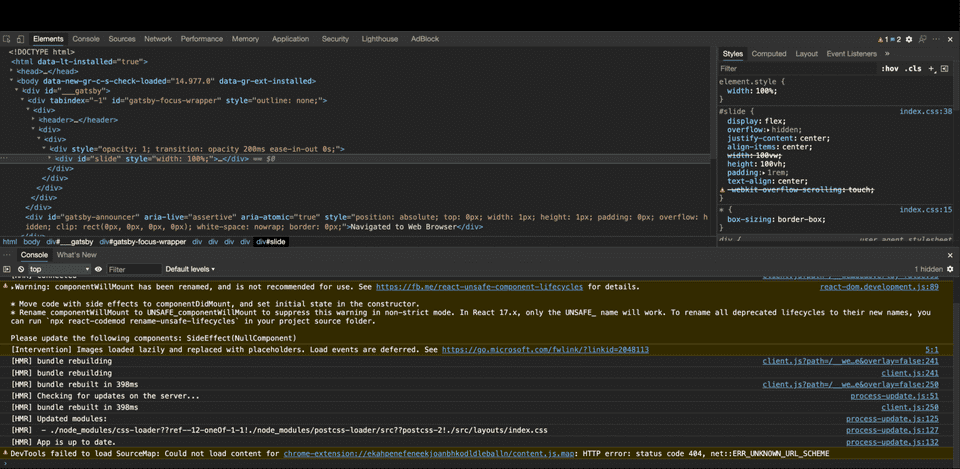 Elements Console Sources Network Performance Memory Application Security Lighthouse AdBlock 1 2
<!DOCTYPE html>
<html data-lt-installed="true">
<head>…</head>
<body data-new-gr-c-s-check-loaded="14.977.0" data-gr-ext-installed>
<div id="___gatsby">
<div tabindex="-1" id="gatsby-focus-wrapper" style="outline: none;">
<div>
<header>…</header>
<div>
<div>
<div style="opacity: 1; transition: opacity 200ms ease-in-out 0s;">
<div id="slide" style="width: 100%;">…</div> == $0
</div>
</div>
</div>
</div>
</div>
<div id="gatsby-announcer" aria-live="assertive" aria-atomic="true" style="position: absolute; top: 0px; width: 1px; height: 1px; padding: 0px; overflow: h
idden; clip: rect(0px, 0px, 0px, 0px); white-space: nowrap; border: 0px;">Navigated to Web Browser</div>
html body div#___gatsby div#gatsby-focus-wrapper div div div div div#slide
Styles Computed Layout Event Listeners »
Filter :hov .cls +
element.style {
width: 100%;
}
#slide { index.css:38
display: flex;
overflow: hidden;
justify-content: center;
align-items: center;
width: 100vw;
height: 100vh;
padding: 1rem;
text-align: center;
-webkit-overflow-scrolling: touch;
}
* { index.css:15
box-sizing: border-box;
}
div { user agent stylesheet
Console What's New
top Filter Default levels 1 hidden
Warning: componentWillMount has been renamed, and is not recommended for use. See https://fb.me/react-unsafe-component-lifecycles for details. react-dom.development.js:89
* Move code with side effects to componentDidMount, and set initial state in the constructor.
* Rename componentWillMount to UNSAFE_componentWillMount to suppress this warning in non-strict mode. In React 17.x, only the UNSAFE_ name will work. To rename all deprecated lifecycles to their new names, you
can run `npx react-codemod rename-unsafe-lifecycles` in your project source folder.
Please update the following components: SideEffect(NullComponent)
[Intervention] Images loaded lazily and replaced with placeholders. Load events are deferred. See https://go.microsoft.com/fwlink/?linkid=2048113 5:1
[HMR] bundle rebuilding client.js?path=/__we…e&overlay=false:241
[HMR] bundle rebuilding client.js:241
[HMR] bundle rebuilt in 398ms client.js?path=/__we…e&overlay=false:250
[HMR] Checking for updates on the server... process-update.js:51
[HMR] bundle rebuilt in 398ms client.js:250
[HMR] Updated modules: process-update.js:125
[HMR] - ./node_modules/css-loader??ref--12-oneOf-1-1!./node_modules/postcss-loader/src??postcss-2!./src/layouts/index.css process-update.js:127
[HMR] App is up to date. process-update.js:132
DevTools failed to load SourceMap: Could not load content for chrome-extension://ekahpenefeneekjoanbhkodldleballn/content.js.map: HTTP error: status code 404, net::ERR_UNKNOWN_URL_SCHEME